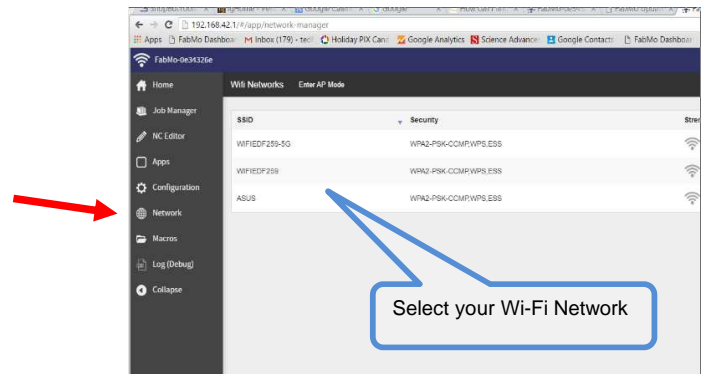 192.168.42.1/#/app/network-manager
Apps FabMo Dashboar Inbox (179) - ted Holiday PIX Cand Google Analytics Science Advance Google Contacts FabMo Dashboar
FabMo-0e34326e
Home Wifi Networks Enter AP Mode
Job Manager
SSID Security Stren
NC Editor
WIFIEDF259-5G WPA2-PSK-CCMP,WPS,ESS
Apps
WIFIEDF259 WPA2-PSK-CCMP,WPS,ESS
Configuration
ASUS WPA2-PSK-CCMP,WPS,ESS
Network
Macros
Log (Debug)
Collapse
Select your Wi-Fi Network